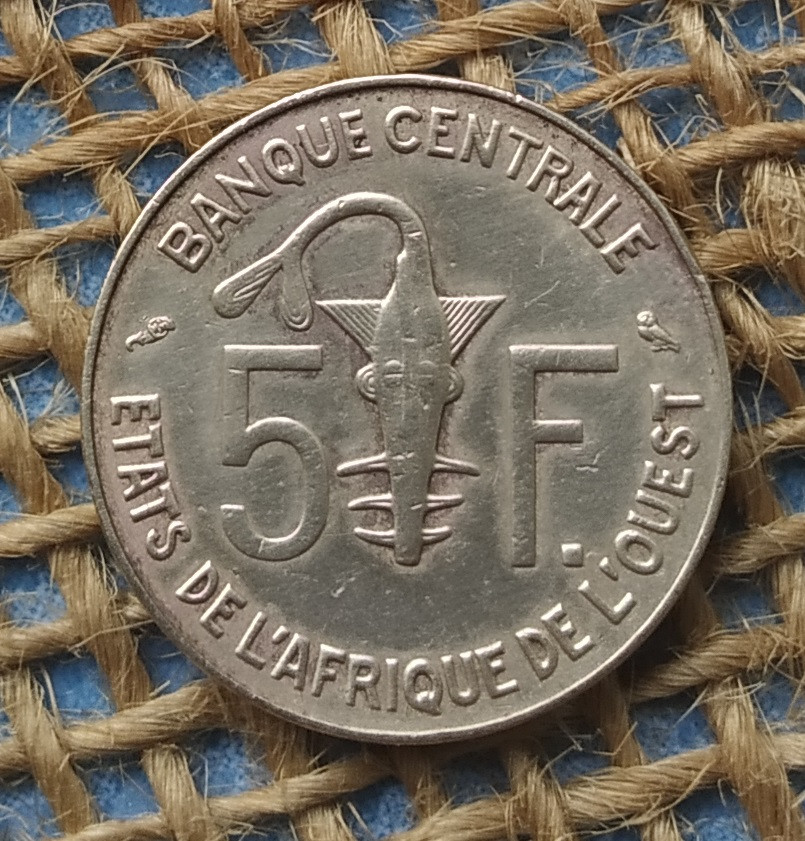 BANQUE CENTRALE
5 F.
ETATS DE L'AFRIQUE DE L'OUEST